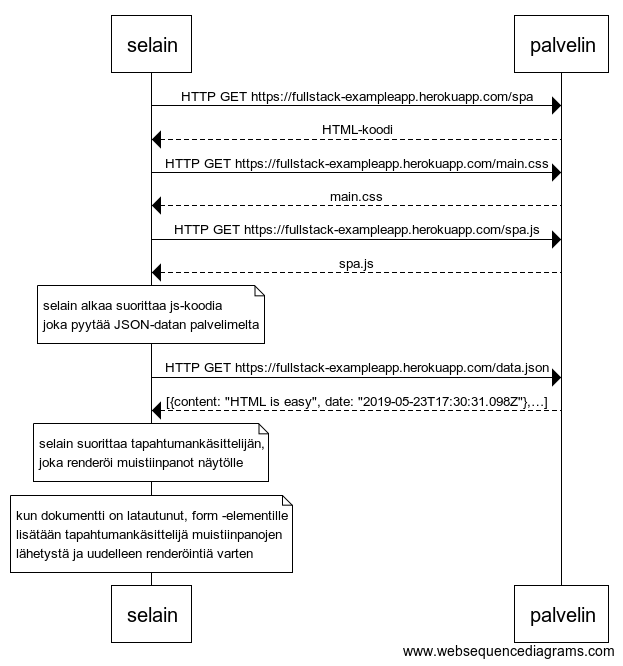 selain palvelin
HTTP GET https://fullstack-exampleapp.herokuapp.com/spa
HTML-koodi
HTTP GET https://fullstack-exampleapp.herokuapp.com/main.css
main.css
HTTP GET https://fullstack-exampleapp.herokuapp.com/spa.js
spa.js
selain alkaa suorittaa js-koodia
joka pyytää JSON-datan palvelimelta
HTTP GET https://fullstack-exampleapp.herokuapp.com/data.json
[{content: "HTML is easy", date: "2019-05-23T17:30:31.098Z"},...]
selain suorittaa tapahtumankäsittelijän,
joka renderöi muistiinpanot näytölle
kun dokumentti on latautunut, form -elementille
lisätään tapahtumankäsittelijä muistiinpanojen
lähetystä ja uudelleen renderöintiä varten
selain palvelin
www.websequencediagrams.com